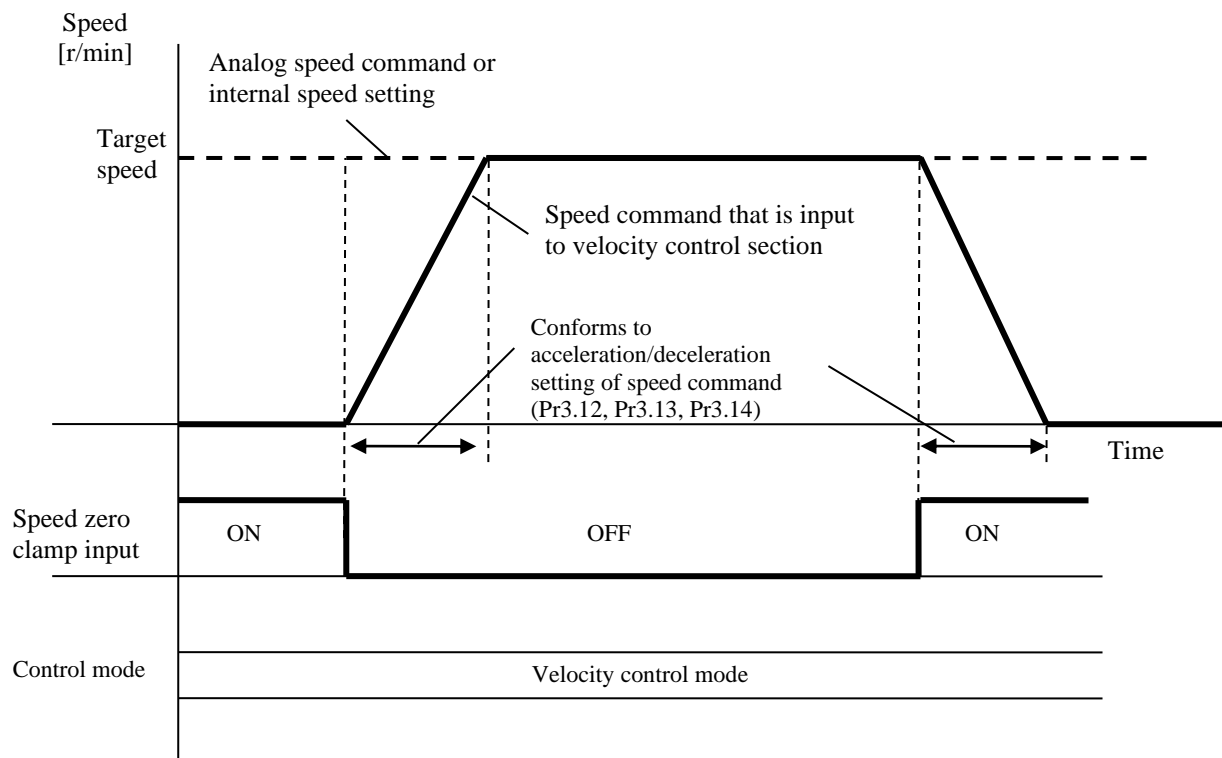 Speed
[r/min]
Analog speed command or
internal speed setting
Target
speed
Speed command that is input
to velocity control section
Conforms to
acceleration/deceleration
setting of speed command
(Pr3.12, Pr3.13, Pr3.14)
Time
Speed zero
clamp input
ON
OFF
ON
Control mode
Velocity control mode